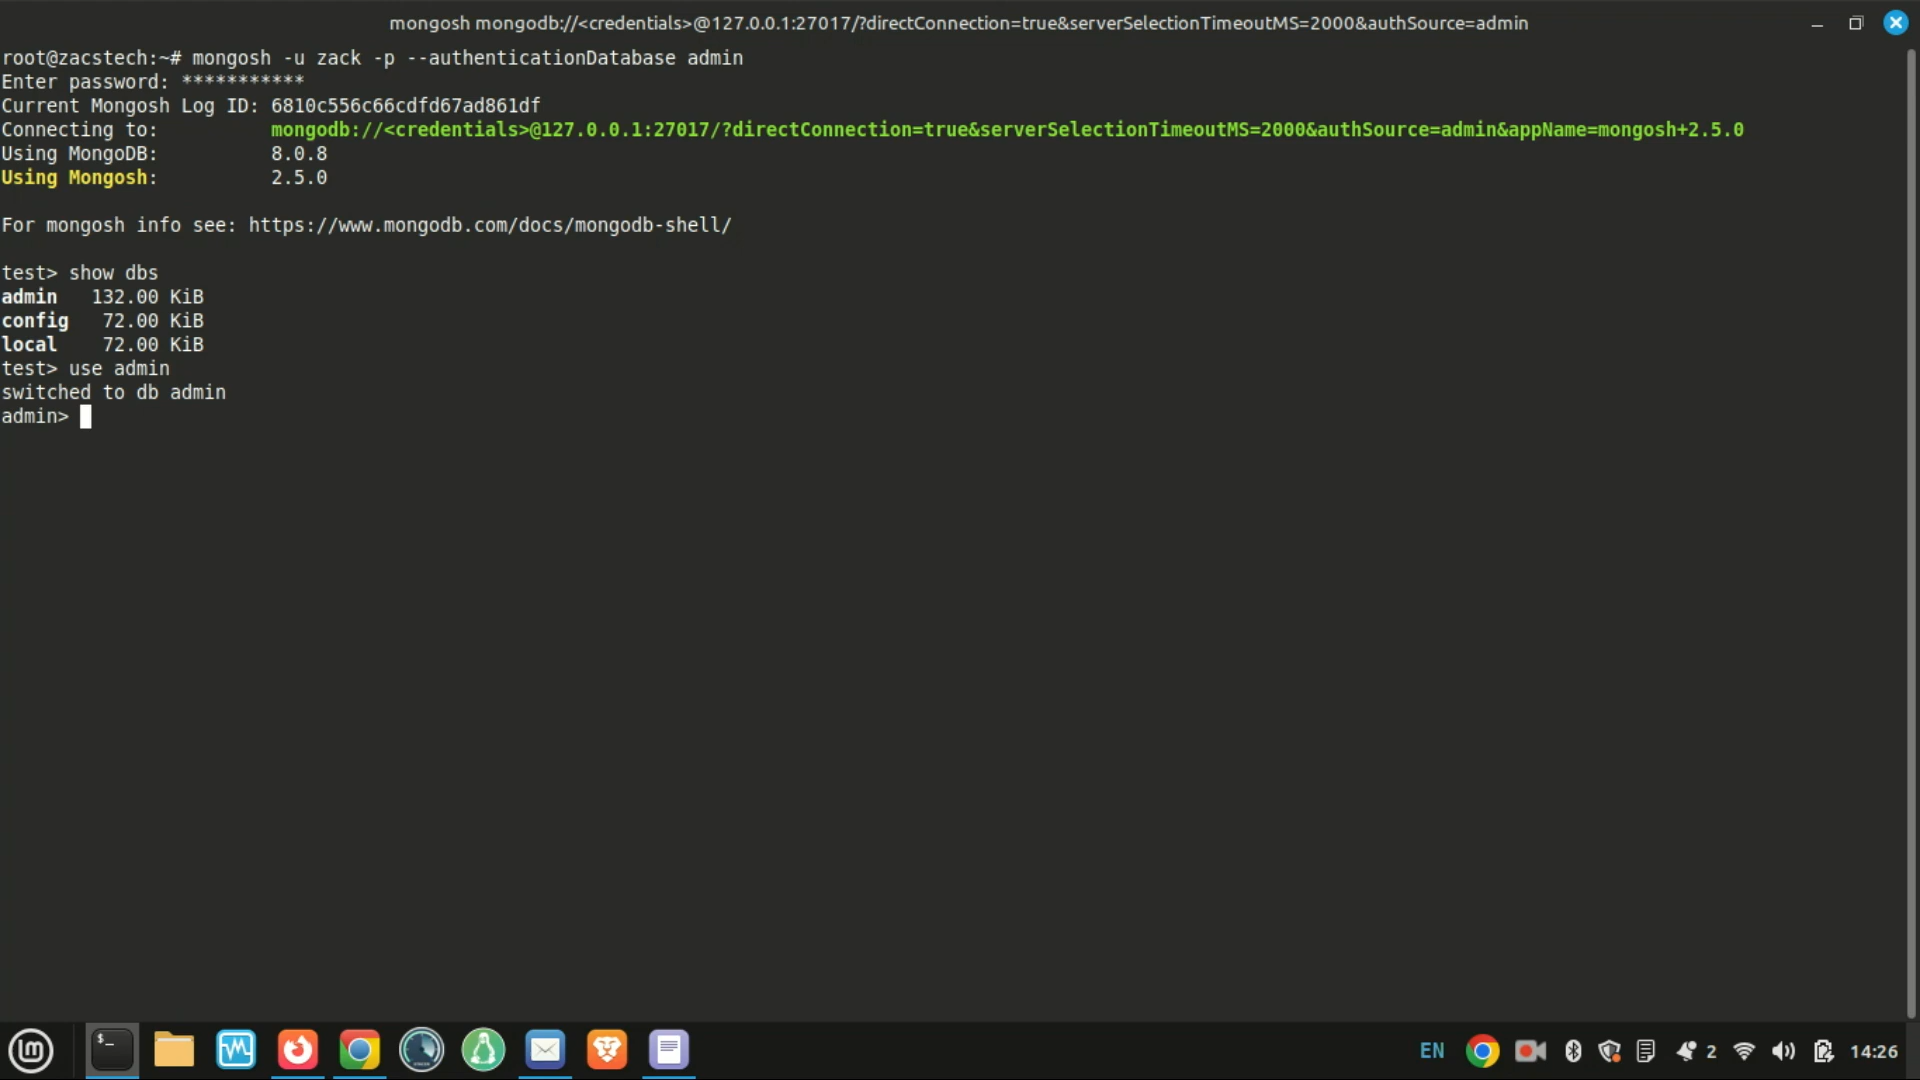 mongosh mongodb://<credentials>@127.0.0.1:27017/?directConnection=true&serverSelectionTimeoutMS=2000&authSource=admin
root@zacstech:~# mongosh -u zack -p --authenticationDatabase admin
Enter password: ***********
Current Mongosh Log ID: 6810c556c66cdfd67ad861df
Connecting to:          mongodb://<credentials>@127.0.0.1:27017/?directConnection=true&serverSelectionTimeoutMS=2000&authSource=admin&appName=mongosh+2.5.0
Using MongoDB:          8.0.8
Using Mongosh:          2.5.0
For mongosh info see: https://www.mongodb.com/docs/mongodb-shell/
test> show dbs
admin   132.00 KiB
config   72.00 KiB
local    72.00 KiB
test> use admin
switched to db admin
admin>
$_
EN 2 14:26